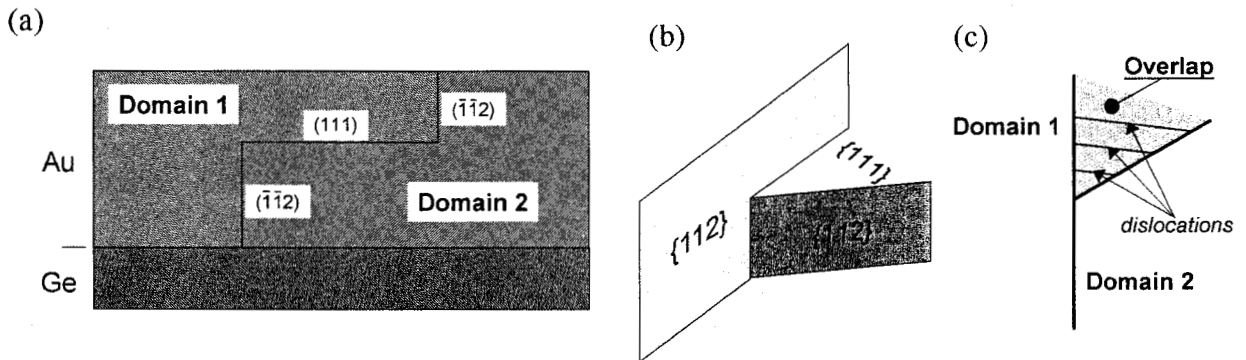 (a)
Domain 1
(111)
(1̄1̄2)
Au
(1̄1̄2)
Domain 2
Ge
(b)
{111}
{112}
{112}
(c)
Overlap
Domain 1
dislocations
Domain 2